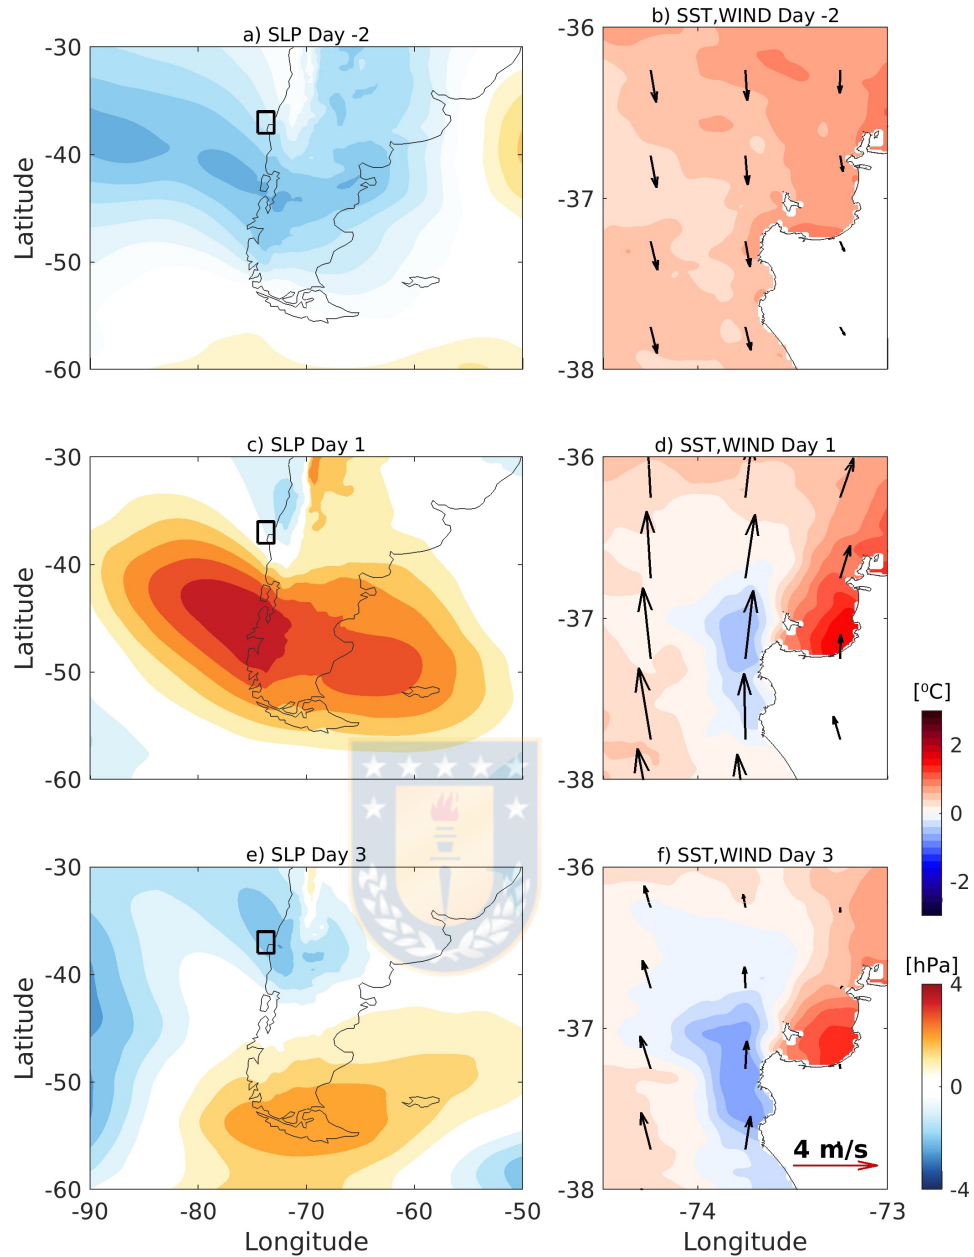 a) SLP Day -2
b) SST,WIND Day -2
-30
-40
-50
-60
Latitude
-36
-37
-38
c) SLP Day 1
d) SST,WIND Day 1
-30
-40
-50
-60
Latitude
-36
-37
-38
[⁰C]
2
0
-2
e) SLP Day 3
f) SST,WIND Day 3
-30
-40
-50
-60
Latitude
-90
-80
-70
-60
-50
Longitude
-36
-37
-38
4 m/s
-74
-73
Longitude
[hPa]
4
0
-4